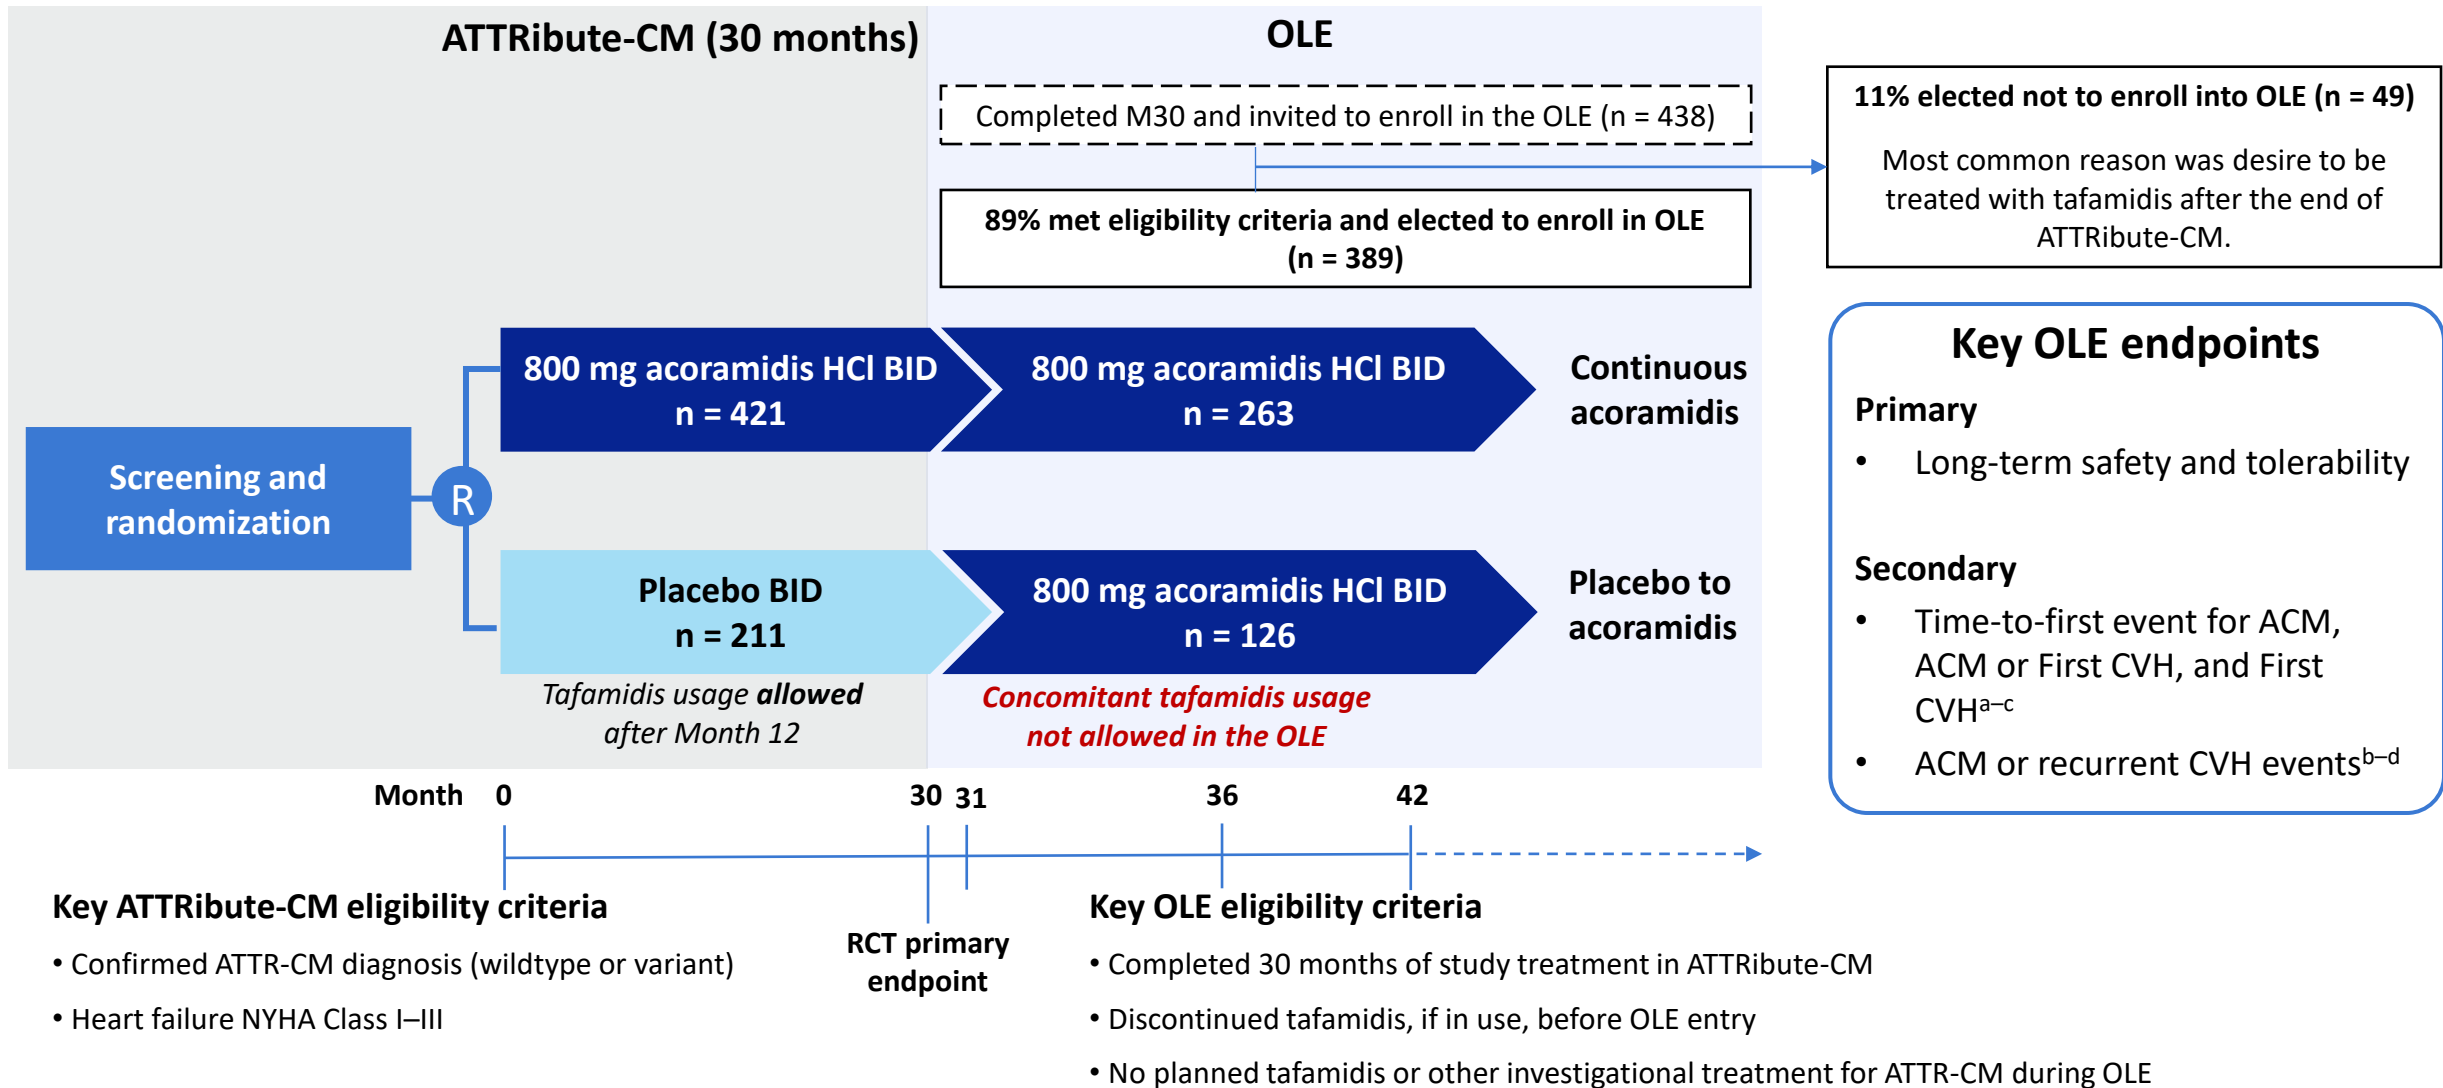 ATTRibute-CM (30 months)
OLE
Completed M30 and invited to enroll in the OLE (n = 438)
11% elected not to enroll into OLE (n = 49)
Most common reason was desire to be
treated with tafamidis after the end of
ATTRibute-CM.
89% met eligibility criteria and elected to enroll in OLE
(n = 389)
Screening and
randomization
R
800 mg acoramidis HCl BID
n = 421
800 mg acoramidis HCl BID
n = 263
Continuous
acoramidis
Placebo BID
n = 211
800 mg acoramidis HCl BID
n = 126
Placebo to
acoramidis
Tafamidis usage allowed
after Month 12
Concomitant tafamidis usage
not allowed in the OLE
Key OLE endpoints
Primary
• Long-term safety and tolerability
Secondary
• Time-to-first event for ACM,
ACM or First CVH, and First
CVHa–c
• ACM or recurrent CVH eventsb–d
Month 0 30 31 36 42
RCT primary
endpoint
Key ATTRibute-CM eligibility criteria
• Confirmed ATTR-CM diagnosis (wildtype or variant)
• Heart failure NYHA Class I–III
Key OLE eligibility criteria
• Completed 30 months of study treatment in ATTRibute-CM
• Discontinued tafamidis, if in use, before OLE entry
• No planned tafamidis or other investigational treatment for ATTR-CM during OLE